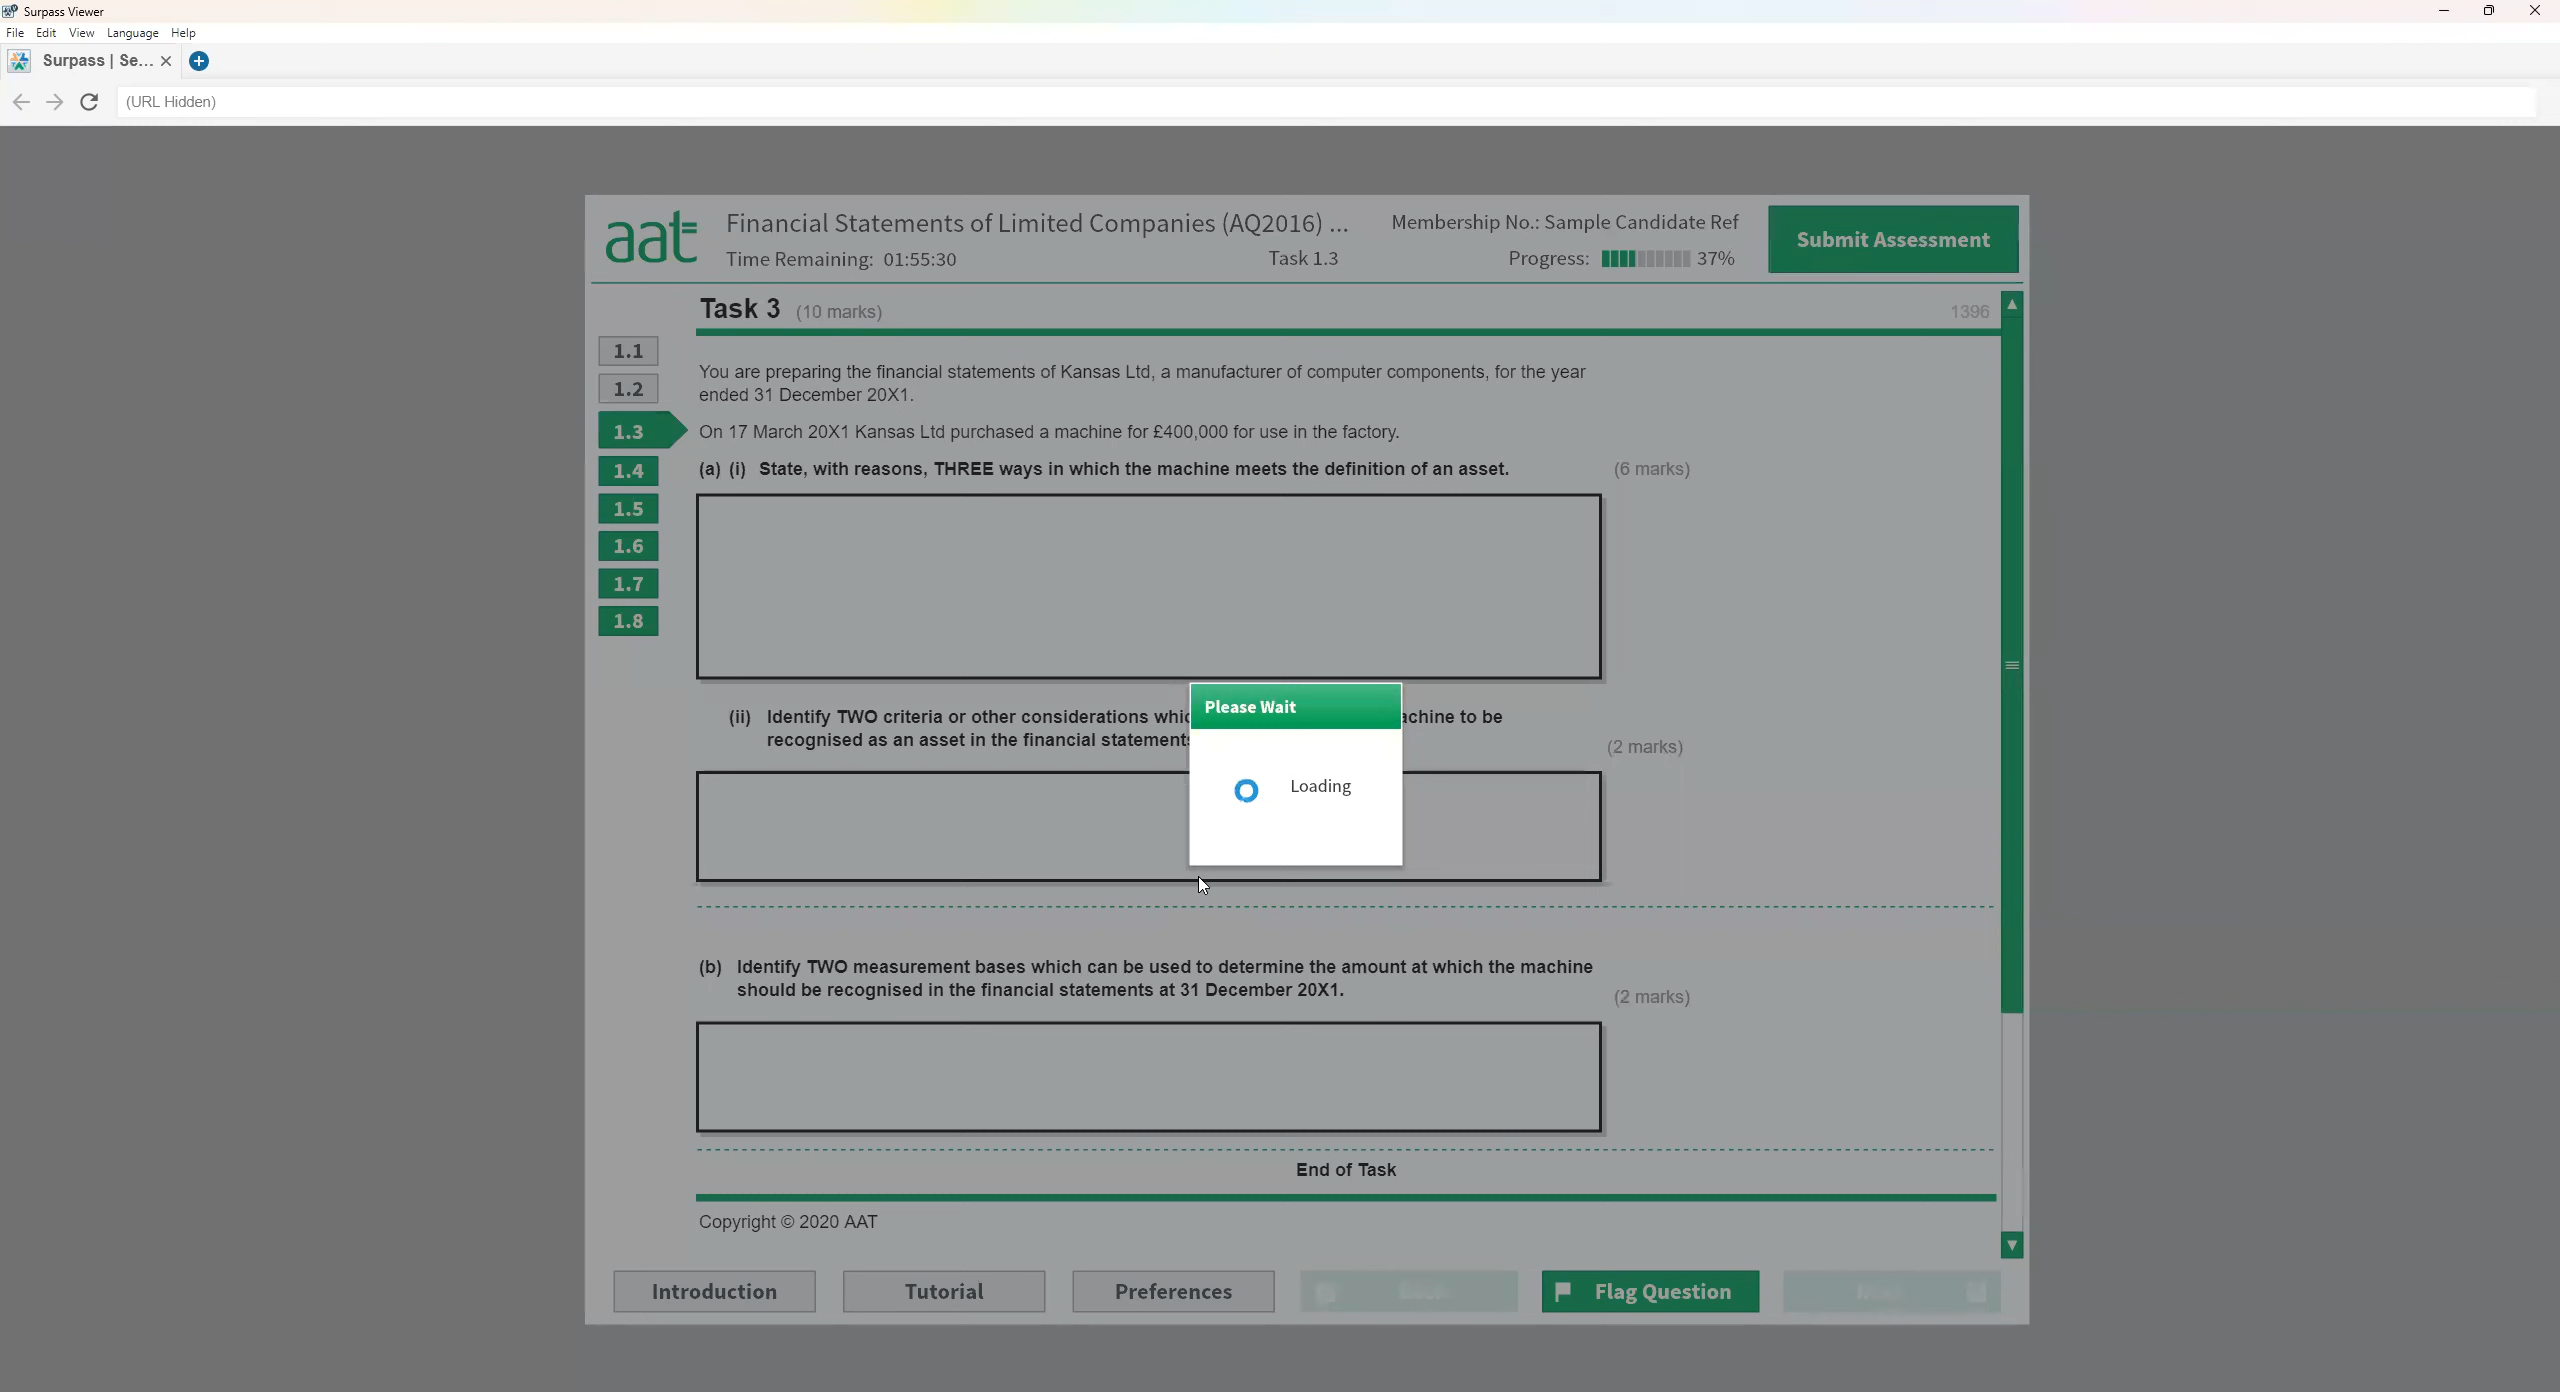 Surpass Viewer
File Edit View Language Help
Surpass | Se...
(URL Hidden)
aat
Financial Statements of Limited Companies (AQ2016) ...
Membership No.: Sample Candidate Ref
Submit Assessment
Time Remaining: 01:55:30
Task 1.3
Progress: 37%
Task 3 (10 marks)
1396
1.1
1.2
1.3
1.4
1.5
1.6
1.7
1.8
You are preparing the financial statements of Kansas Ltd, a manufacturer of computer components, for the year
ended 31 December 20X1.
On 17 March 20X1 Kansas Ltd purchased a machine for £400,000 for use in the factory.
(a) (i) State, with reasons, THREE ways in which the machine meets the definition of an asset.
(6 marks)
(ii) Identify TWO criteria or other considerations whic
achine to be
recognised as an asset in the financial statements
(2 marks)
Please Wait
Loading
(b) Identify TWO measurement bases which can be used to determine the amount at which the machine
should be recognised in the financial statements at 31 December 20X1.
(2 marks)
End of Task
Copyright © 2020 AAT
Introduction
Tutorial
Preferences
Flag Question